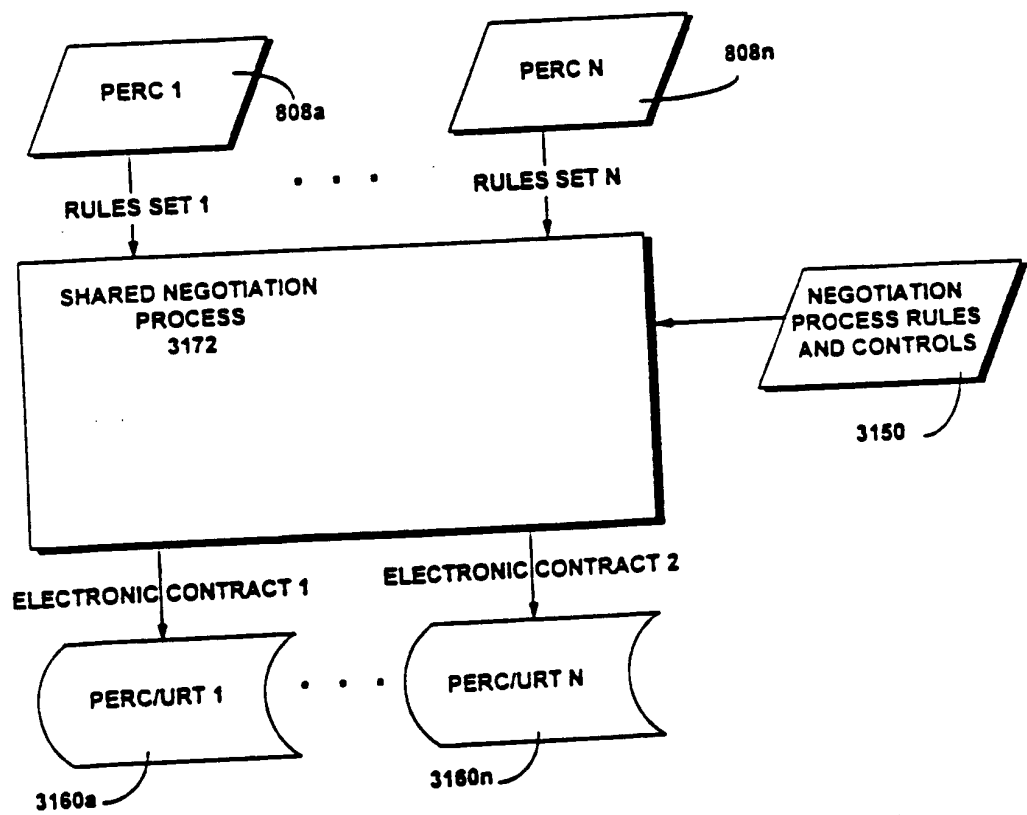 PERC 1
808a
PERC N
808n
RULES SET 1
RULES SET N
SHARED NEGOTIATION
PROCESS
3172
NEGOTIATION
PROCESS RULES
AND CONTROLS
3150
ELECTRONIC CONTRACT 1
ELECTRONIC CONTRACT 2
PERC/URT 1
PERC/URT N
3160a
3160n